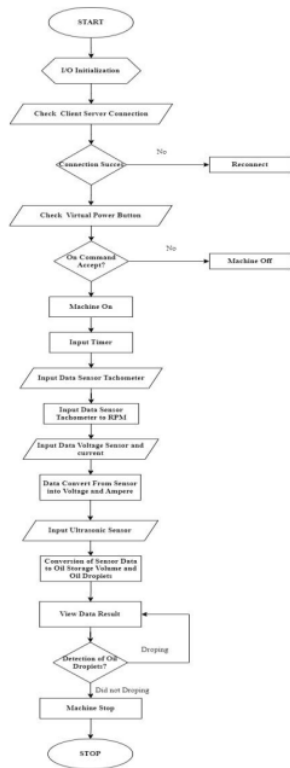 START
I/O Initialization
Check Client Server Connection
Connection Succes
No
Reconnect
Check Virtual Power Button
On Command
Accept?
No
Machine Off
Machine On
Input Timer
Input Data Sensor Tachometer
Input Data Sensor
Tachometer to RPM
Input Data Voltage Sensor and
current
Data Convert From Sensor
into Voltage and Ampere
Input Ultrasonic Sensor
Conversion of Sensor Data
to Oil Storage Volume and
Oil Droplets
View Data Result
Droping
Detection of Oil
Droplets?
Did not Droping
Machine Stop
STOP